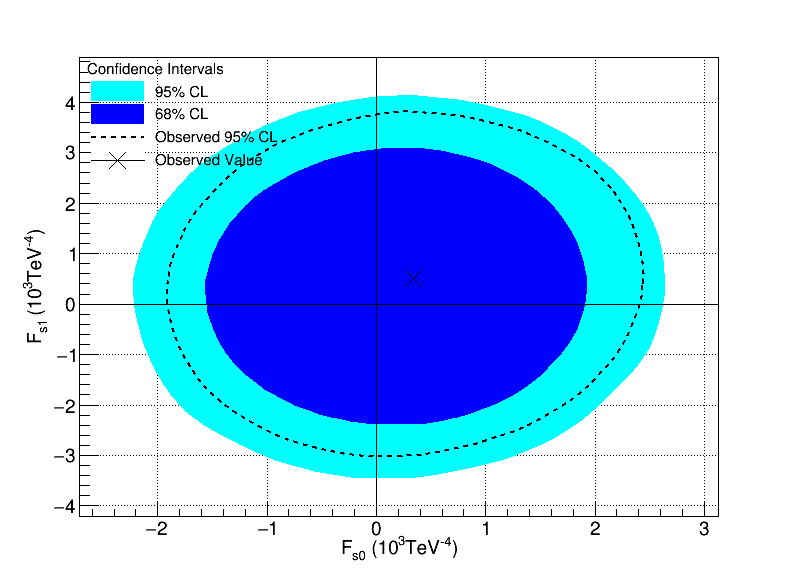 Confidence Intervals
95% CL
68% CL
Observed 95% CL
Observed Value
4
3
2
1
0
−1
−2
−3
−4
F_s1 (10^3TeV^-4)
−2 −1 0 1 2 3
F_s0 (10^3TeV^-4)